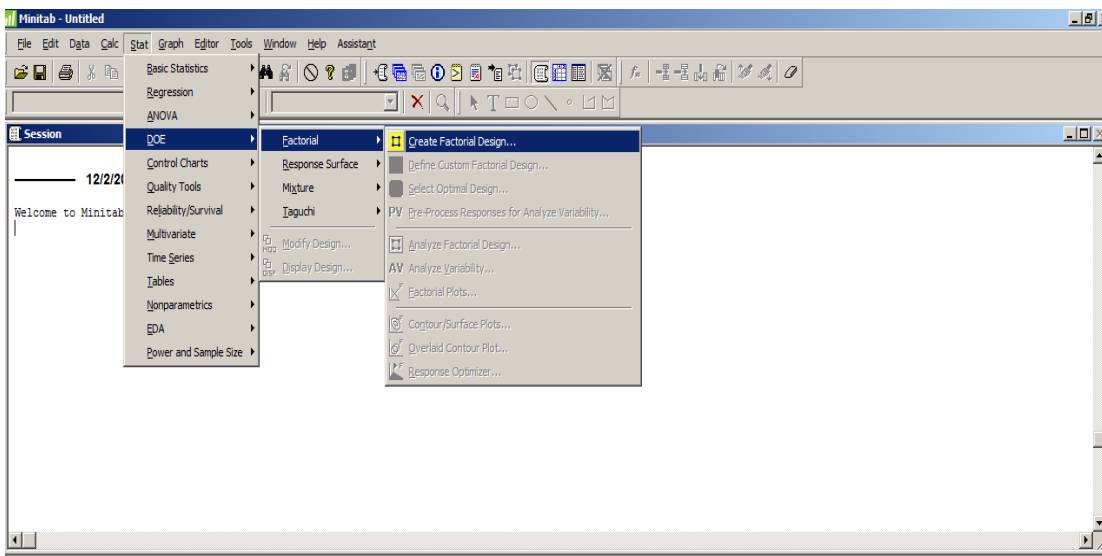 Minitab - Untitled
File Edit Data Calc Stat Graph Editor Tools Window Help Assistant
Basic Statistics
Regression
ANOVA
Session
DOE
Control Charts
Quality Tools
Reliability/Survival
Multivariate
Time Series
Tables
Nonparametrics
EDA
Power and Sample Size
Factorial
Response Surface
Mixture
Taguchi
MOD Modify Design...
DISP Display Design...
Create Factorial Design...
Define Custom Factorial Design...
Select Optimal Design...
PV Pre-Process Responses for Analyze Variability...
Analyze Factorial Design...
AV Analyze Variability...
Factorial Plots...
Contour/Surface Plots...
Overlaid Contour Plot...
Response Optimizer...
12/2/20
Welcome to Minitab